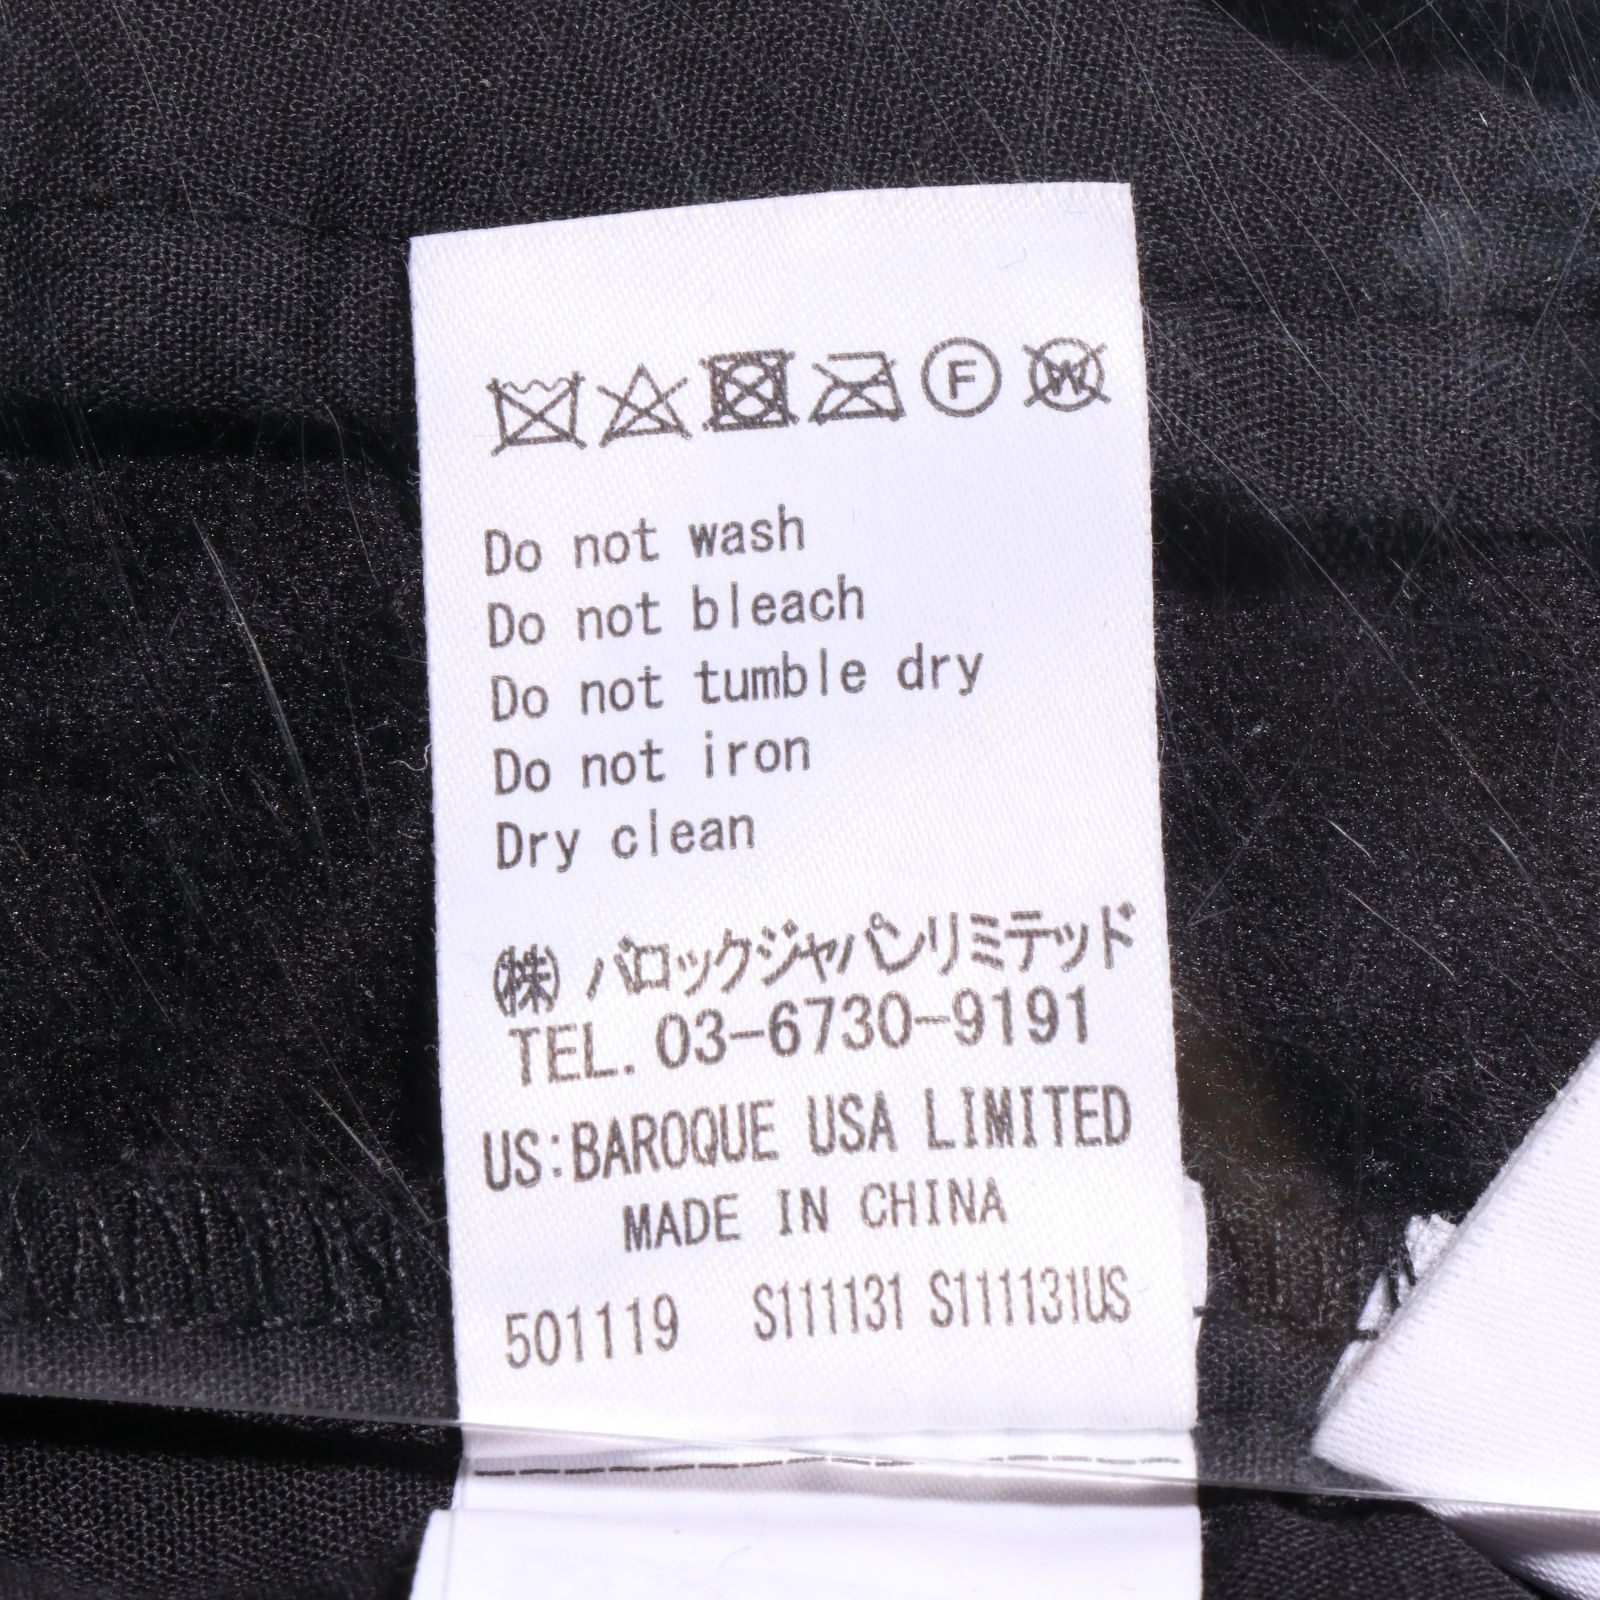 F W
Do not wash
Do not bleach
Do not tumble dry
Do not iron
Dry clean
㈱ バロックジャパンリミテッド
TEL. 03-6730-9191
US:BAROQUE USA LIMITED
MADE IN CHINA
501119 S111131 S111131US